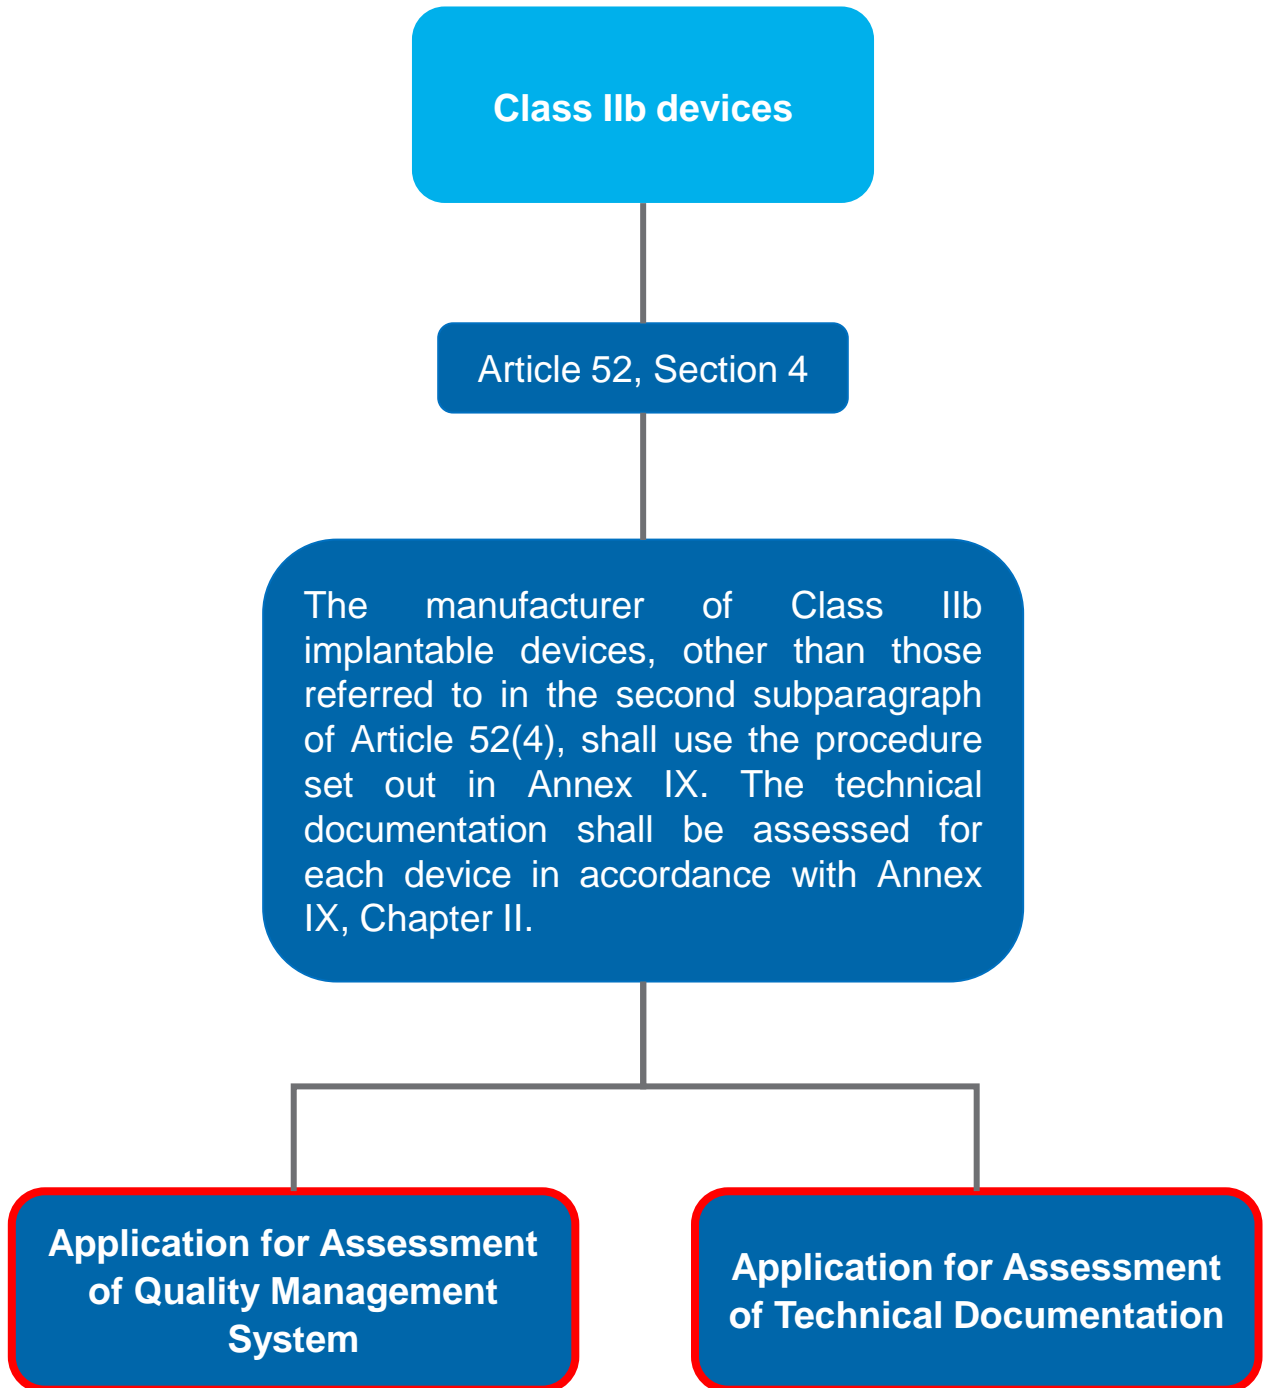 Class IIb devices
Article 52, Section 4
The manufacturer of Class IIb
implantable devices, other than those
referred to in the second subparagraph
of Article 52(4), shall use the procedure
set out in Annex IX. The technical
documentation shall be assessed for
each device in accordance with Annex
IX, Chapter II.
Application for Assessment
of Quality Management
System
Application for Assessment
of Technical Documentation